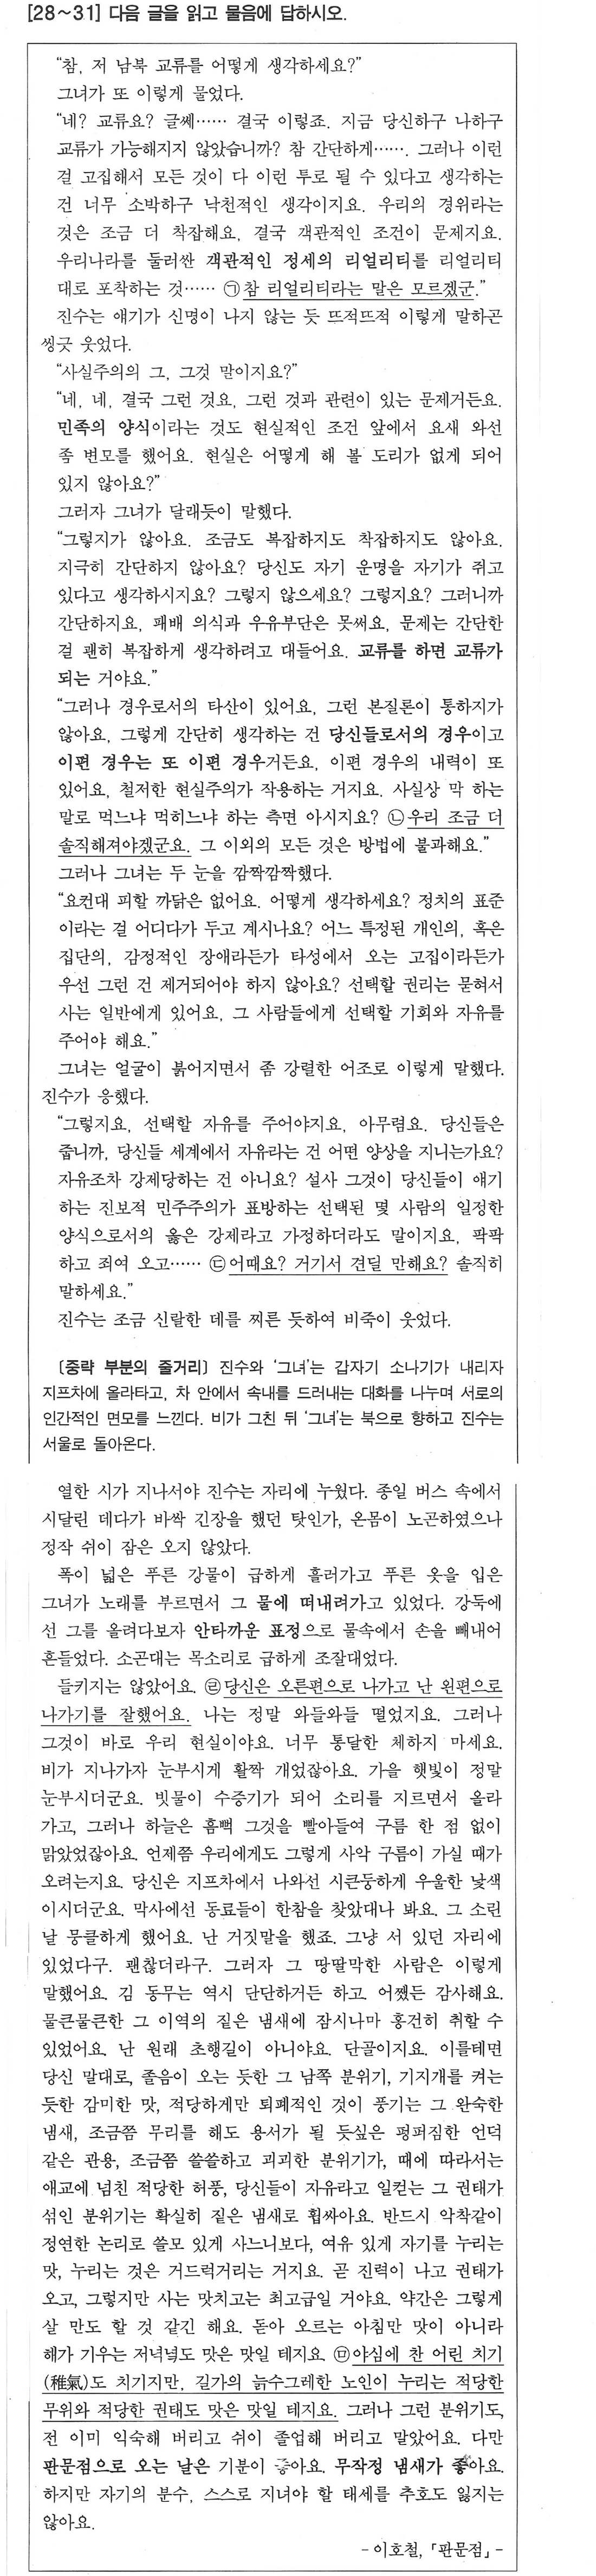 [28～31] 다음 글을 읽고 물음에 답하시오.
“참, 저 남북 교류를 어떻게 생각하세요?”
그녀가 또 이렇게 물었다.
“네? 교류요? 글쎄…… 결국 이렇죠. 지금 당신하구 나하구
교류가 가능해지지 않았습니까? 참 간단하게……. 그러나 이런
걸 고집해서 모든 것이 다 이런 투로 될 수 있다고 생각하는
건 너무 소박하구 낙천적인 생각이지요. 우리의 경위라는
것은 조금 더 착잡해요, 결국 객관적인 조건이 문제지요.
우리나라를 둘러싼 객관적인 정세의 리얼리티를 리얼리티
대로 포착하는 것…… ㉠참 리얼리티라는 말은 모르겠군.”
진수는 얘기가 신명이 나지 않는 듯 뜨적뜨적 이렇게 말하곤
씽긋 웃었다.
“사실주의의 그, 그것 말이지요?”
“네, 네, 결국 그런 것요, 그런 것과 관련이 있는 문제거든요.
민족의 양식이라는 것도 현실적인 조건 앞에서 요새 와선
좀 변모를 했어요. 현실은 어떻게 해 볼 도리가 없게 되어
있지 않아요?”
그러자 그녀가 달래듯이 말했다.
“그렇지가 않아요. 조금도 복잡하지도 착잡하지도 않아요.
지극히 간단하지 않아요? 당신도 자기 운명을 자기가 쥐고
있다고 생각하시지요? 그렇지 않으세요? 그렇지요? 그러니까
간단하지요, 패배 의식과 우유부단은 못써요, 문제는 간단한
걸 괜히 복잡하게 생각하려고 대들어요. 교류를 하면 교류가
되는 거야요.”
“그러나 경우로서의 타산이 있어요, 그런 본질론이 통하지가
않아요, 그렇게 간단히 생각하는 건 당신들로서의 경우이고
이편 경우는 또 이편 경우거든요, 이편 경우의 내력이 또
있어요, 철저한 현실주의가 작용하는 거지요. 사실상 막 하는
말로 먹느냐 먹히느냐 하는 측면 아시지요? ㉡우리 조금 더
솔직해져야겠군요. 그 이외의 모든 것은 방법에 불과해요.”
그러나 그녀는 두 눈을 깜짝깜짝했다.
“요컨대 피할 까닭은 없어요. 어떻게 생각하세요? 정치의 표준
이라는 걸 어디다가 두고 계시나요? 어느 특정된 개인의, 혹은
집단의, 감정적인 장애라든가 타성에서 오는 고집이라든가
우선 그런 건 제거되어야 하지 않아요? 선택할 권리는 묻혀서
사는 일반에게 있어요, 그 사람들에게 선택할 기회와 자유를
주어야 해요.”
그녀는 얼굴이 붉어지면서 좀 강렬한 어조로 이렇게 말했다.
진수가 응했다.
“그렇지요, 선택할 자유를 주어야지요, 아무렴요. 당신들은
줍니까, 당신들 세계에서 자유라는 건 어떤 양상을 지니는가요?
자유조차 강제당하는 건 아니요? 설사 그것이 당신들이 얘기
하는 진보적 민주주의가 표방하는 선택된 몇 사람의 일정한
양식으로서의 옳은 강제라고 가정하더라도 말이지요, 팍팍
하고 죄여 오고…… ㉢어때요? 거기서 견딜 만해요? 솔직히
말하세요.”
진수는 조금 신랄한 데를 찌른 듯하여 비죽이 웃었다.
[중략 부분의 줄거리] 진수와 ‘그녀’는 갑자기 소나기가 내리자
지프차에 올라타고, 차 안에서 속내를 드러내는 대화를 나누며 서로의
인간적인 면모를 느낀다. 비가 그친 뒤 ‘그녀’는 북으로 향하고 진수는
서울로 돌아온다.
열한 시가 지나서야 진수는 자리에 누웠다. 종일 버스 속에서
시달린 데다가 바싹 긴장을 했던 탓인가, 온몸이 노곤하였으나
정작 쉬이 잠은 오지 않았다.
폭이 넓은 푸른 강물이 급하게 흘러가고 푸른 옷을 입은
그녀가 노래를 부르면서 그 물에 떠내려가고 있었다. 강둑에
선 그를 올려다보자 안타까운 표정으로 물속에서 손을 빼내어
흔들었다. 소곤대는 목소리로 급하게 조잘대었다.
들키지는 않았어요. ㉣당신은 오른편으로 나가고 난 왼편으로
나가기를 잘했어요. 나는 정말 와들와들 떨었지요. 그러나
그것이 바로 우리 현실이야요. 너무 통달한 체하지 마세요.
비가 지나가자 눈부시게 활짝 개었잖아요. 가을 햇빛이 정말
눈부시더군요. 빗물이 수증기가 되어 소리를 지르면서 올라
가고, 그러나 하늘은 흠뻑 그것을 빨아들여 구름 한 점 없이
맑았었잖아요. 언제쯤 우리에게도 그렇게 사악 구름이 가실 때가
오려는지요. 당신은 지프차에서 나와선 시큰둥하게 우울한 낯색
이시더군요. 막사에선 동료들이 한참을 찾았대나 봐요. 그 소린
날 뭉클하게 했어요. 난 거짓말을 했죠. 그냥 서 있던 자리에
있었다구. 괜찮더라구. 그러자 그 땅딸막한 사람은 이렇게
말했어요. 김 동무는 역시 단단하거든 하고. 어쨌든 감사해요.
물큰물큰한 그 이역의 짙은 냄새에 잠시나마 흥건히 취할 수
있었어요. 난 원래 초행길이 아니야요. 단골이지요. 이를테면
당신 말대로, 졸음이 오는 듯한 그 남쪽 분위기, 기지개를 켜는
듯한 감미한 맛, 적당하게만 퇴폐적인 것이 풍기는 그 완숙한
냄새, 조금쯤 무리를 해도 용서가 될 듯싶은 펑퍼짐한 언덕
같은 관용, 조금쯤 쓸쓸하고 괴괴한 분위기가, 때에 따라서는
애교에 넘친 적당한 허풍, 당신들이 자유라고 일컫는 그 권태가
섞인 분위기는 확실히 짙은 냄새로 휩싸아요. 반드시 악착같이
정연한 논리로 쓸모 있게 사느니보다, 여유 있게 자기를 누리는
맛, 누리는 것은 거드럭거리는 거지요. 곧 진력이 나고 권태가
오고, 그렇지만 사는 맛치고는 최고급일 거야요. 약간은 그렇게
살 만도 할 것 같긴 해요. 돋아 오르는 아침만 맛이 아니라
해가 기우는 저녁녘도 맛은 맛일 테지요. ㉤야심에 찬 어린 치기
(稚氣)도 치기지만, 길가의 늙수그레한 노인이 누리는 적당한
무위와 적당한 권태도 맛은 맛일 테지요. 그러나 그런 분위기도,
전 이미 익숙해 버리고 쉬이 졸업해 버리고 말았어요. 다만
판문점으로 오는 날은 기분이 좋아요. 무작정 냄새가 좋아요.
하지만 자기의 분수, 스스로 지녀야 할 태세를 추호도 잃지는
않아요.
- 이호철, 「판문점」 -